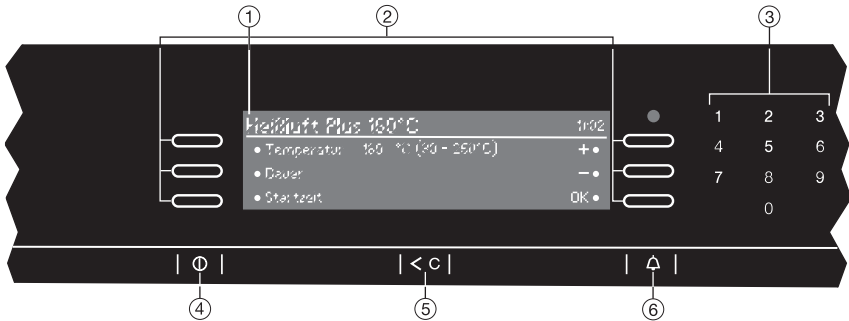 1 2 3
Heißluft Plus 160°C 1:02
• Temperatur 160 °C (30 – 250°C) + •
• Dauer – •
• Startzeit OK •
1 2 3
4 5 6
7 8 9
0
< C
4 5 6